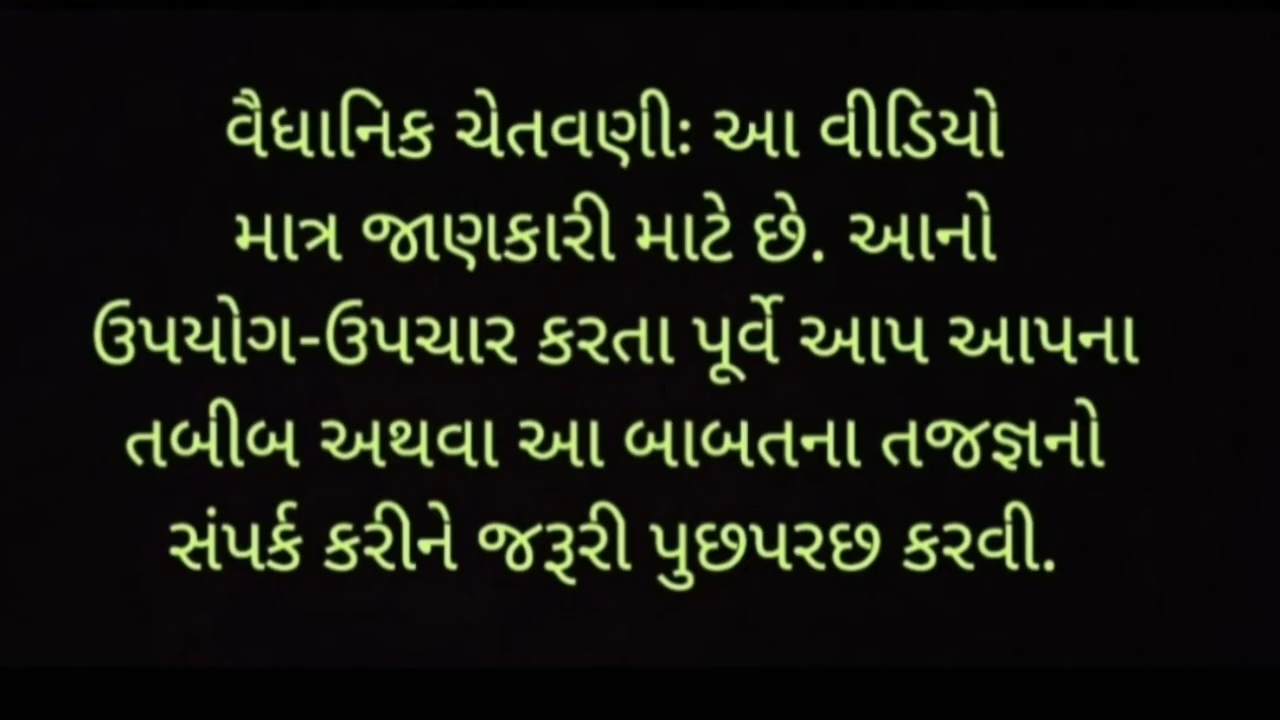 વૈધાનિક ચેતવણીઃ આ વીડિયો
માત્ર જાણકારી માટે છે. આનો
ઉપયોગ-ઉપચાર કરતા પૂર્વે આપ આપના
તબીબ અથવા આ બાબતના તજજ્ઞનો
સંપર્ક કરીને જરૂરી પુછપરછ કરવી.